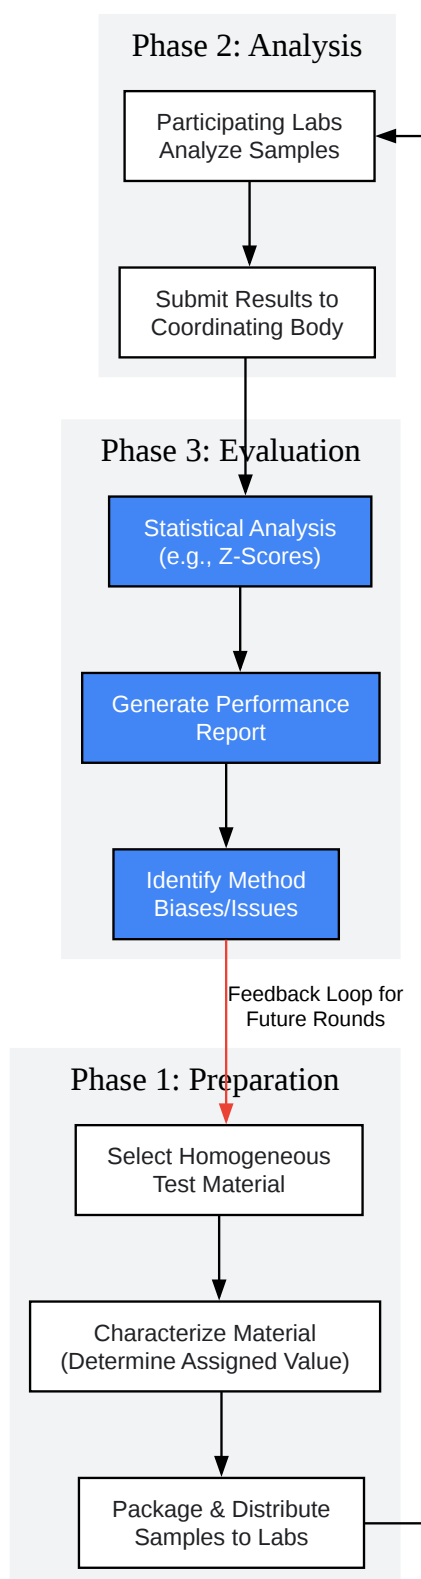 Phase 2: Analysis
Participating Labs
Analyze Samples
Submit Results to
Coordinating Body
Phase 3: Evaluation
Statistical Analysis
(e.g., Z-Scores)
Generate Performance
Report
Identify Method
Biases/Issues
Feedback Loop for
Future Rounds
Phase 1: Preparation
Select Homogeneous
Test Material
Characterize Material
(Determine Assigned Value)
Package & Distribute
Samples to Labs